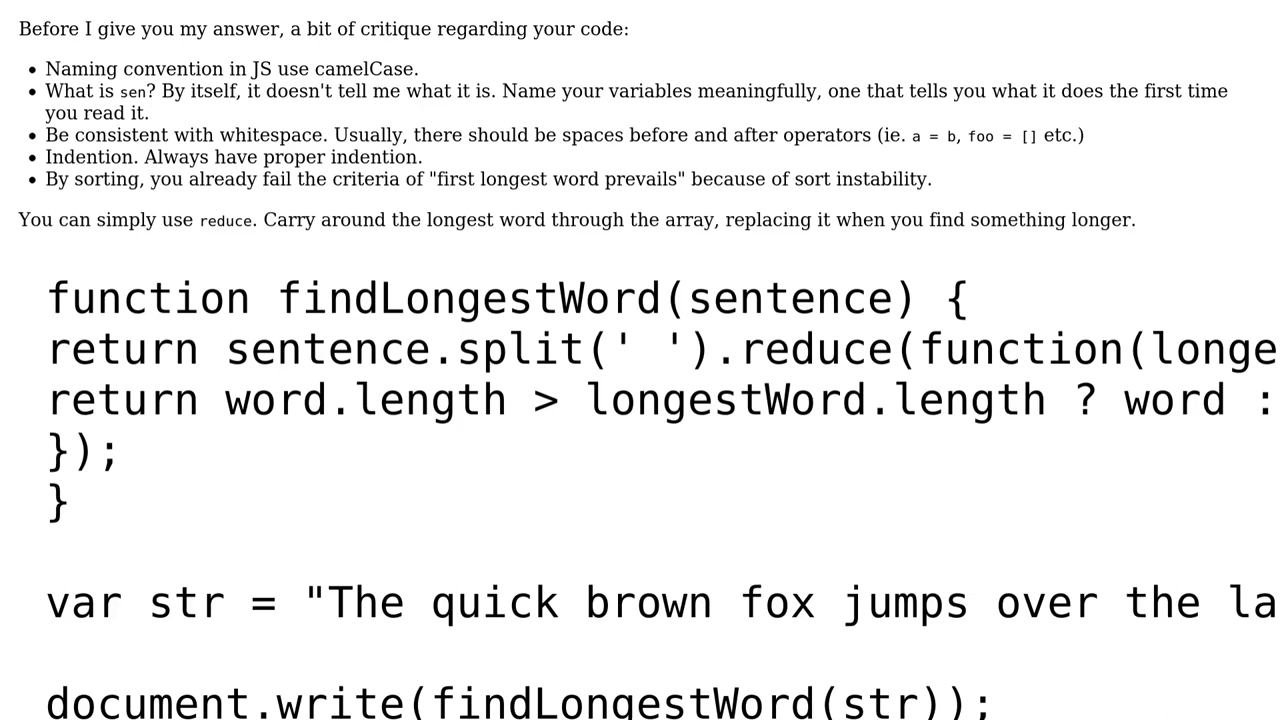 Before I give you my answer, a bit of critique regarding your code:
Naming convention in JS use camelCase.
What is sen? By itself, it doesn't tell me what it is. Name your variables meaningfully, one that tells you what it does the first time
you read it.
Be consistent with whitespace. Usually, there should be spaces before and after operators (ie. a = b, foo = [] etc.)
Indention. Always have proper indention.
By sorting, you already fail the criteria of "first longest word prevails" because of sort instability.
You can simply use reduce. Carry around the longest word through the array, replacing it when you find something longer.
function findLongestWord(sentence) {
return sentence.split(' ').reduce(function(longe
return word.length > longestWord.length ? word :
});
}
var str = "The quick brown fox jumps over the la
document.write(findLongestWord(str));